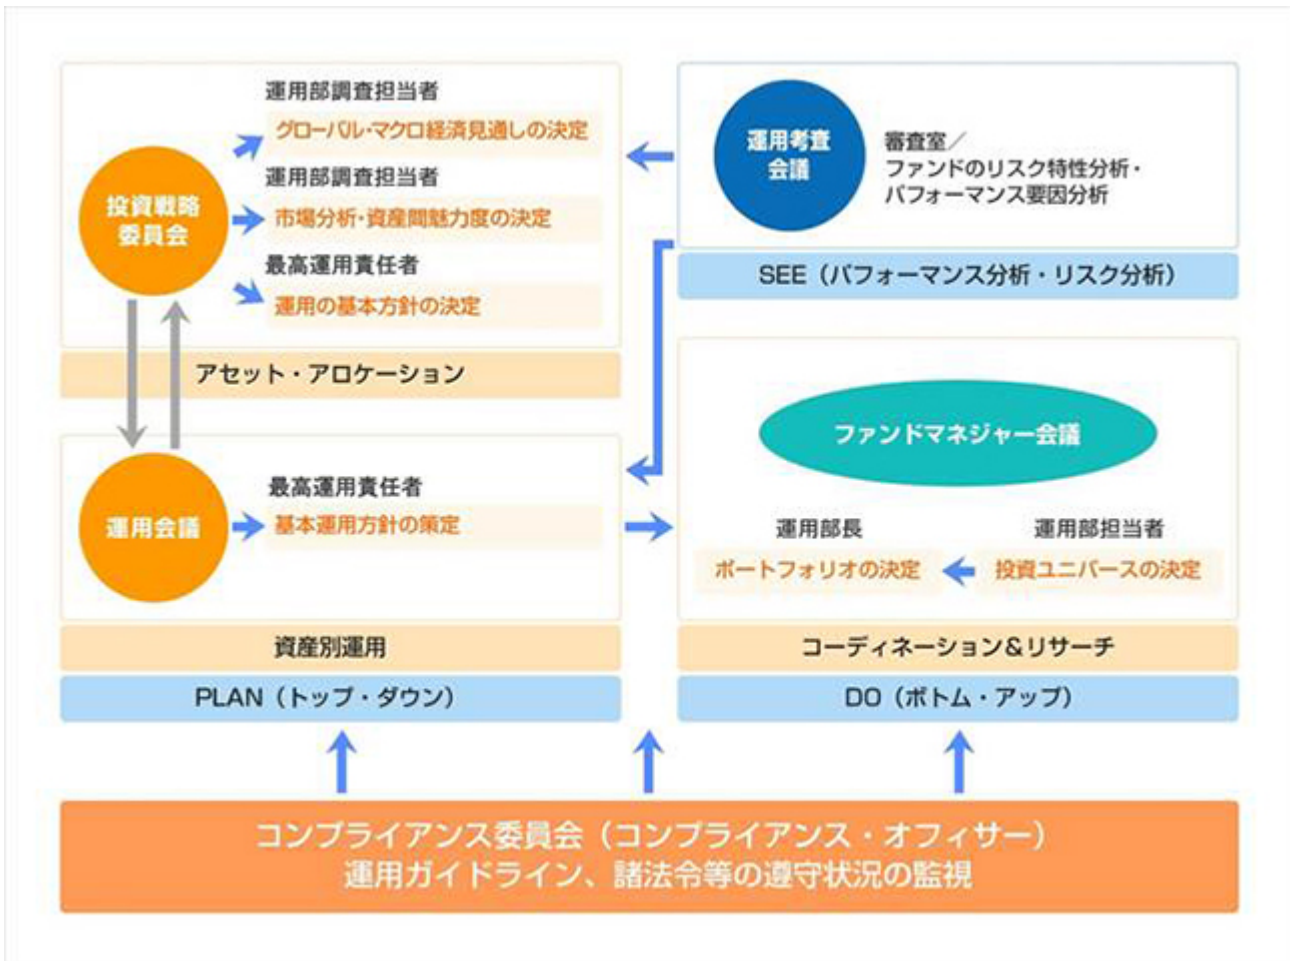 運用部調査担当者
グローバル・マクロ経済見通しの決定
投資戦略
委員会
運用部調査担当者
市場分析・資産間魅力度の決定
最高運用責任者
運用の基本方針の決定
アセット・アロケーション
運用考査
会議
審査室／
ファンドのリスク特性分析・
パフォーマンス要因分析
SEE（パフォーマンス分析・リスク分析）
運用会議
最高運用責任者
基本運用方針の策定
資産別運用
PLAN（トップ・ダウン）
ファンドマネジャー会議
運用部長
ポートフォリオの決定
運用部担当者
投資ユニバースの決定
コーディネーション＆リサーチ
DO（ボトム・アップ）
コンプライアンス委員会（コンプライアンス・オフィサー）
運用ガイドライン、諸法令等の遵守状況の監視